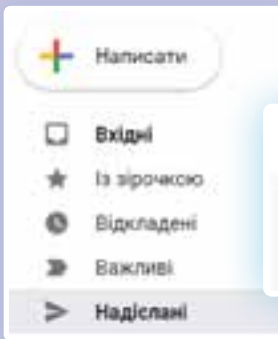 Написати
Вхідні
Із зірочкою
Відкладені
Важливі
Надіслані